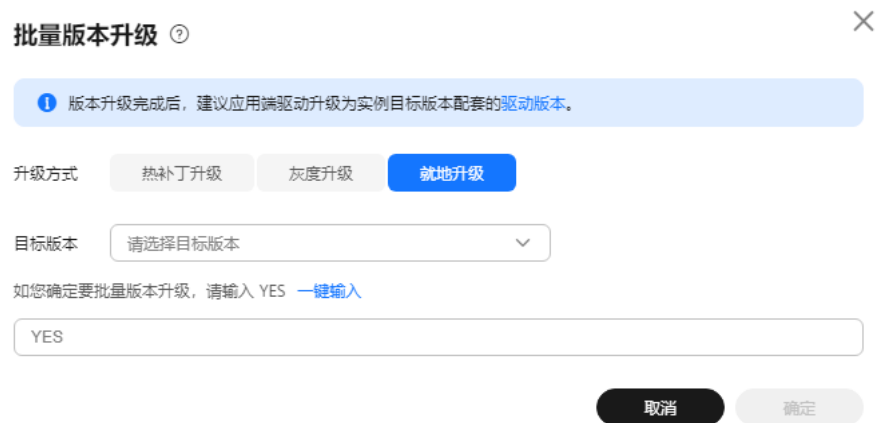 批量版本升级 ?
版本升级完成后，建议应用端驱动升级为实例目标版本配套的驱动版本。
升级方式 热补丁升级 灰度升级 就地升级
目标版本 请选择目标版本
如您确定要批量版本升级，请输入 YES 一键输入
YES
取消 确定